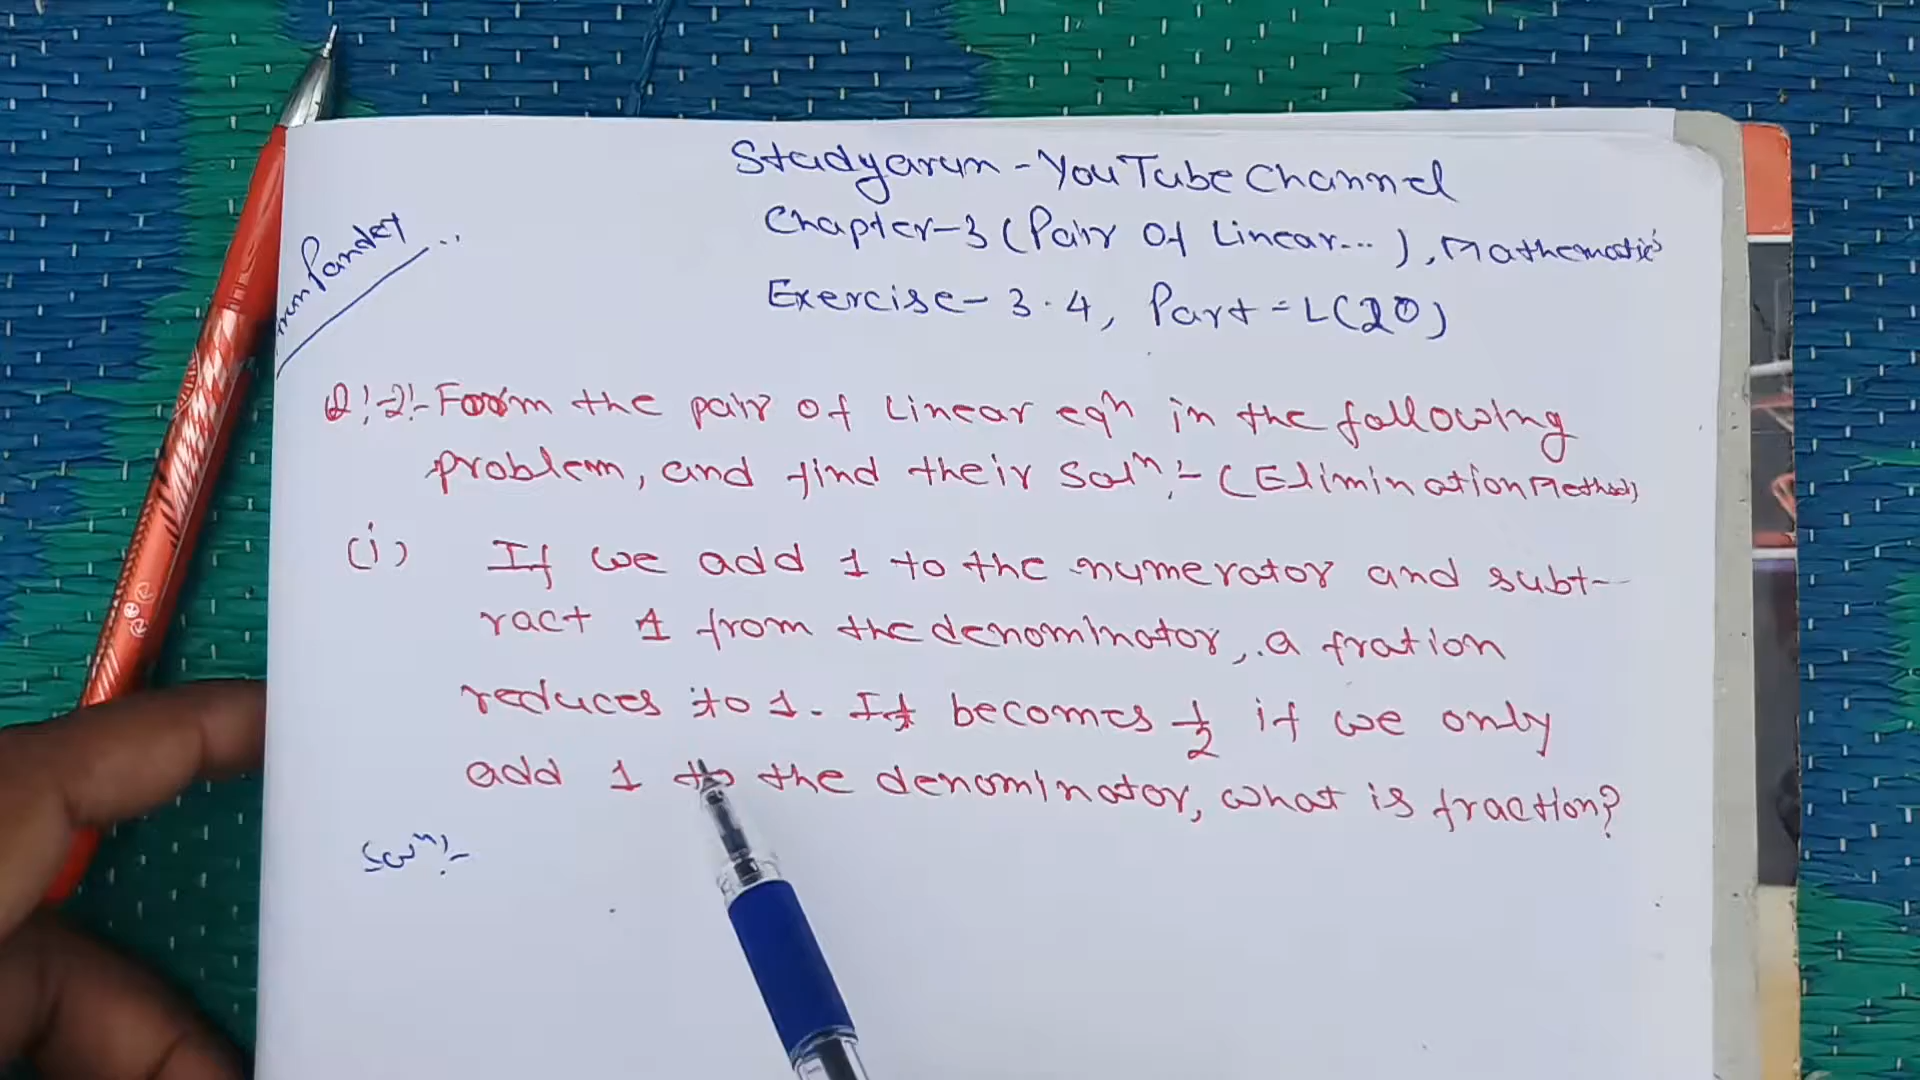 Studyarun - YouTube Channel
Chapter-3 (Pair Of Linear...), Mathematics
Exercise- 3.4, Part = L(20)
Pandey
Q!-2!- Form the pair of Linear eqn in the following
problem, and find their Soln:- (Elimination Method)
(i) If we add 1 to the numerator and subt-
ract 1 from the denominator, a fration
reduces to 1. It becomes 1/2 if we only
add 1 to the denominator, what is fraction?
Soln:-